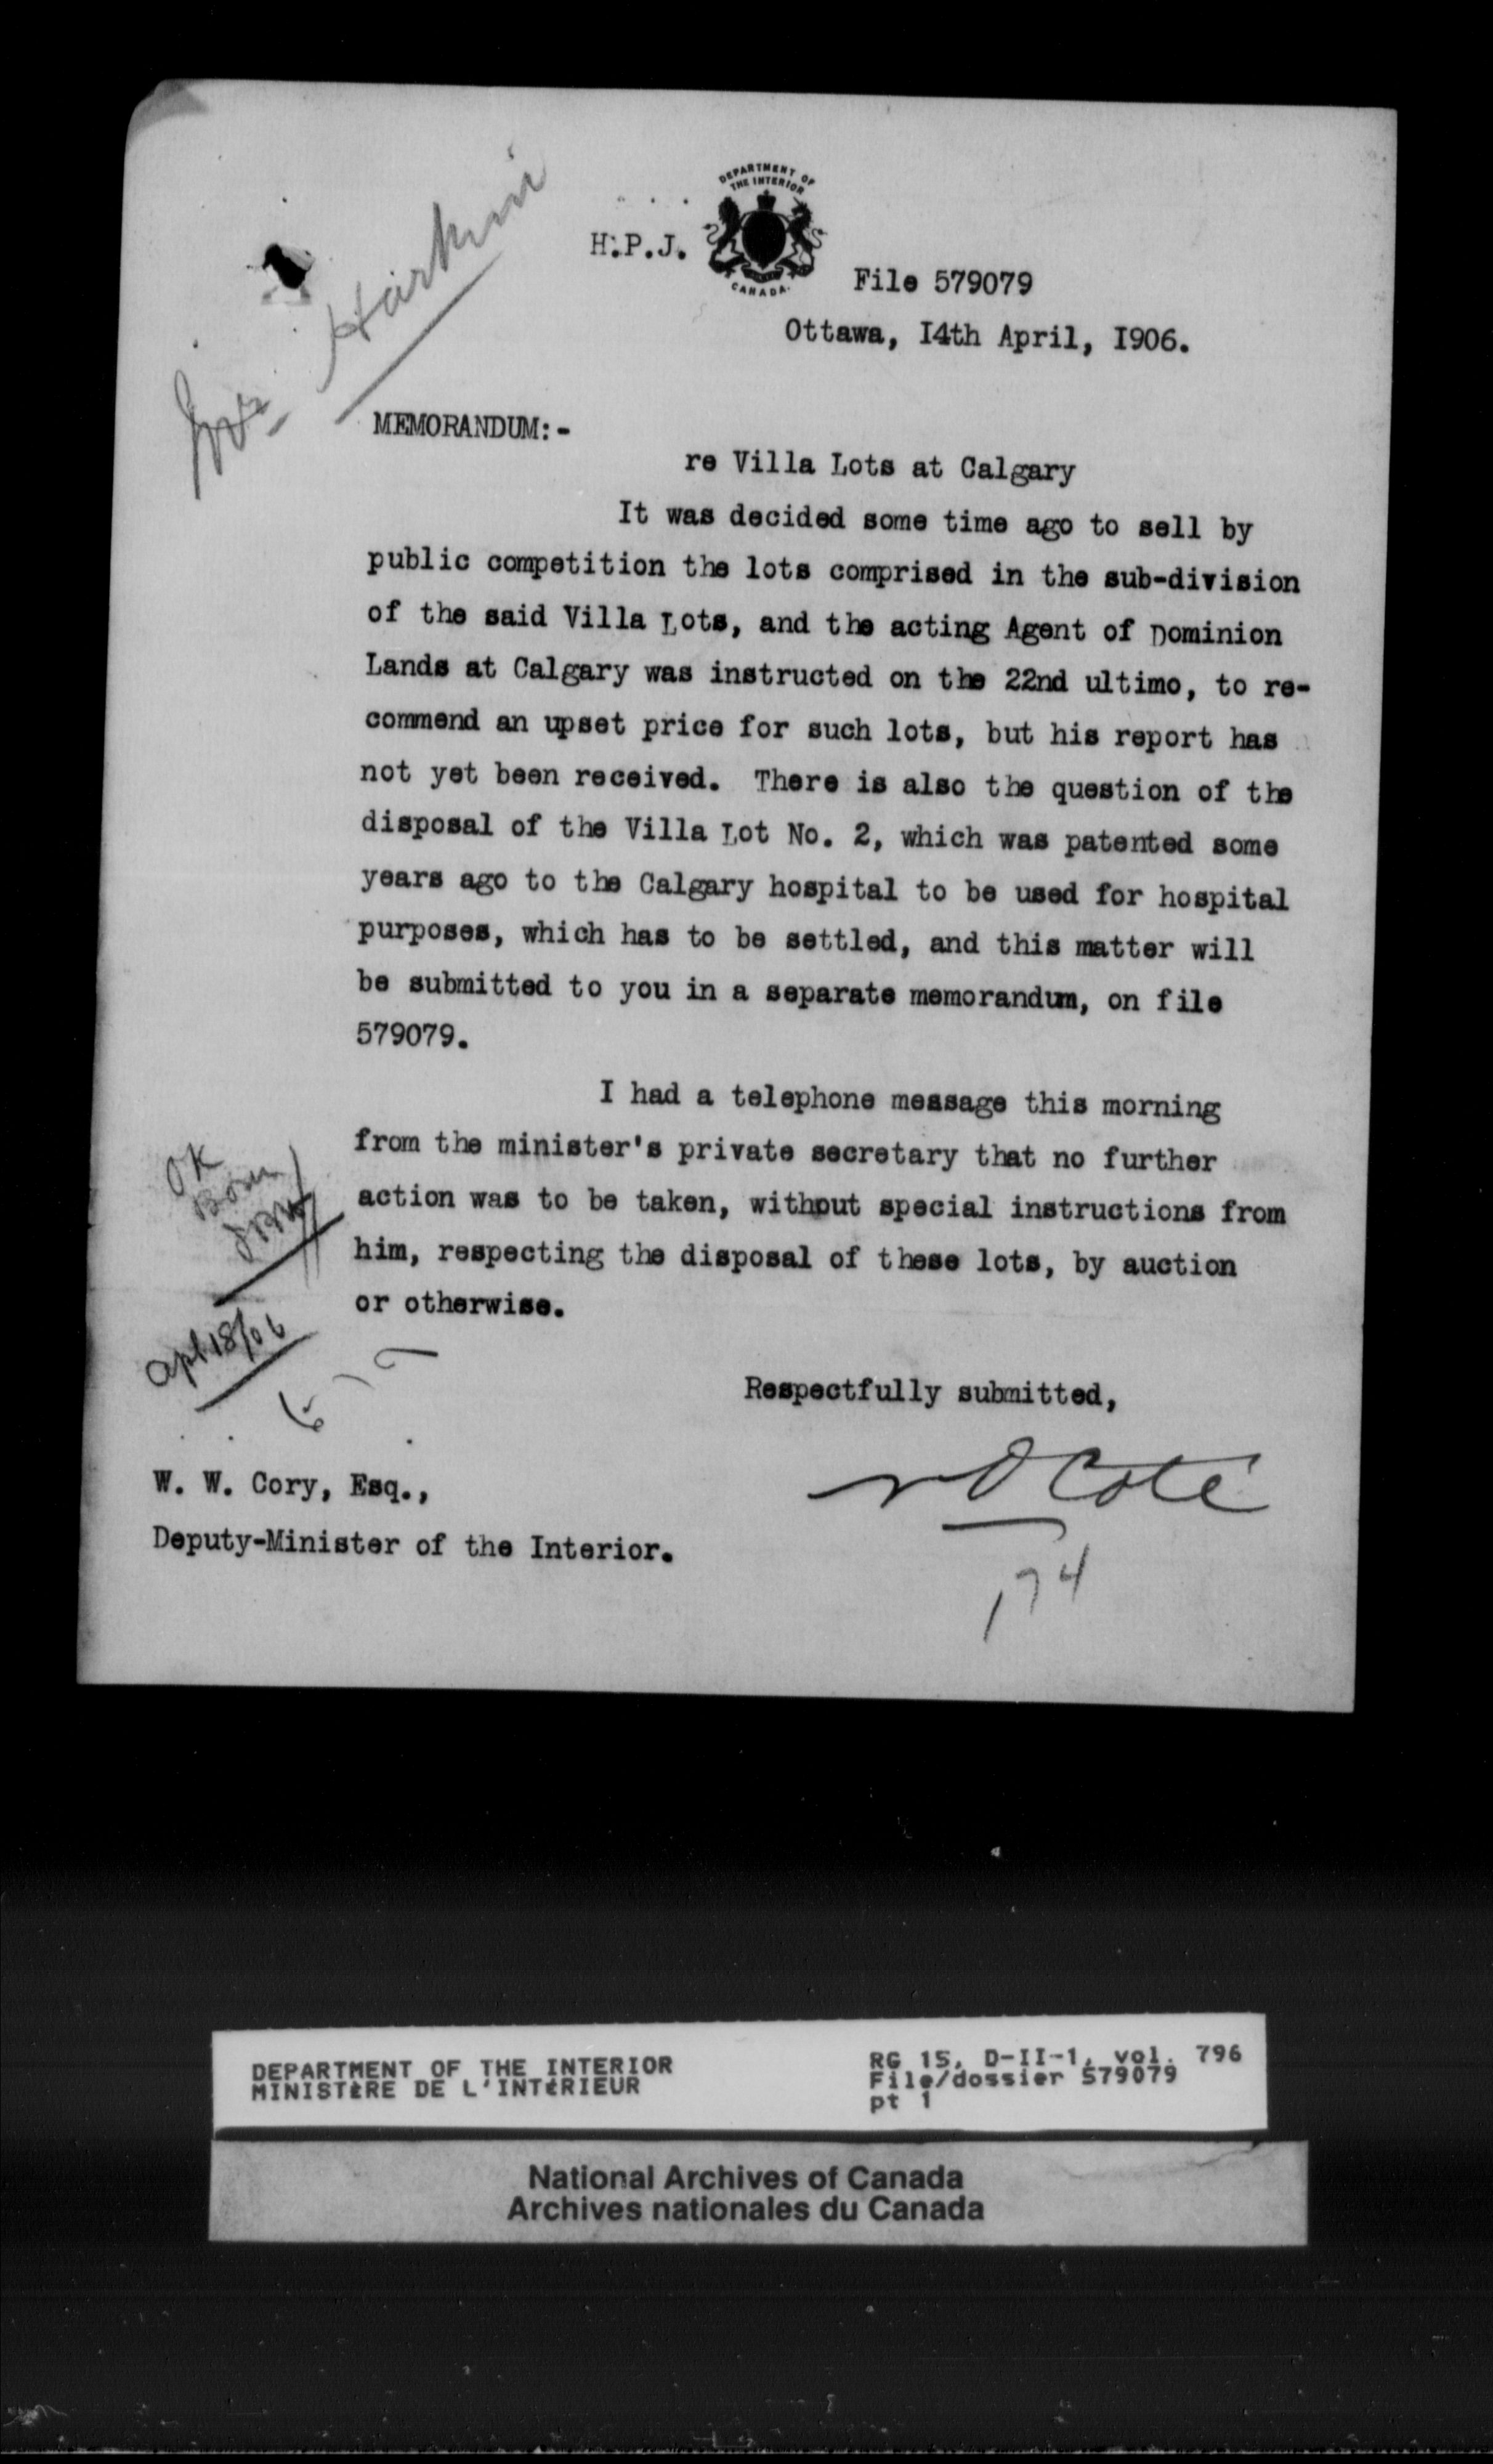 Mr. Harkin
DEPARTMENT OF
THE INTERIOR
CANADA.
H.P.J.
File 579079
Ottawa, I4th April, I906.
MEMORANDUM:-
re Villa Lots at Calgary
It was decided some time ago to sell by
public competition the lots comprised in the sub-division
of the said Villa Lots, and the acting Agent of Dominion
Lands at Calgary was instructed on the 22nd ultimo, to re-
commend an upset price for such lots, but his report has
not yet been received. There is also the question of the
disposal of the Villa Lot No. 2, which was patented some
years ago to the Calgary hospital to be used for hospital
purposes, which has to be settled, and this matter will
be submitted to you in a separate memorandum, on file
579079.
I had a telephone message this morning
from the minister's private secretary that no further
action was to be taken, without special instructions from
him, respecting the disposal of these lots, by auction
or otherwise.
OK
Apl 18/06
Respectfully submitted,
N O Coté
174
W. W. Cory, Esq.,
Deputy-Minister of the Interior.
DEPARTMENT OF THE INTERIOR
MINISTÈRE DE L'INTÉRIEUR
RG 15, D-II-1, vol. 796
File/dossier 579079
pt 1
National Archives of Canada
Archives nationales du Canada